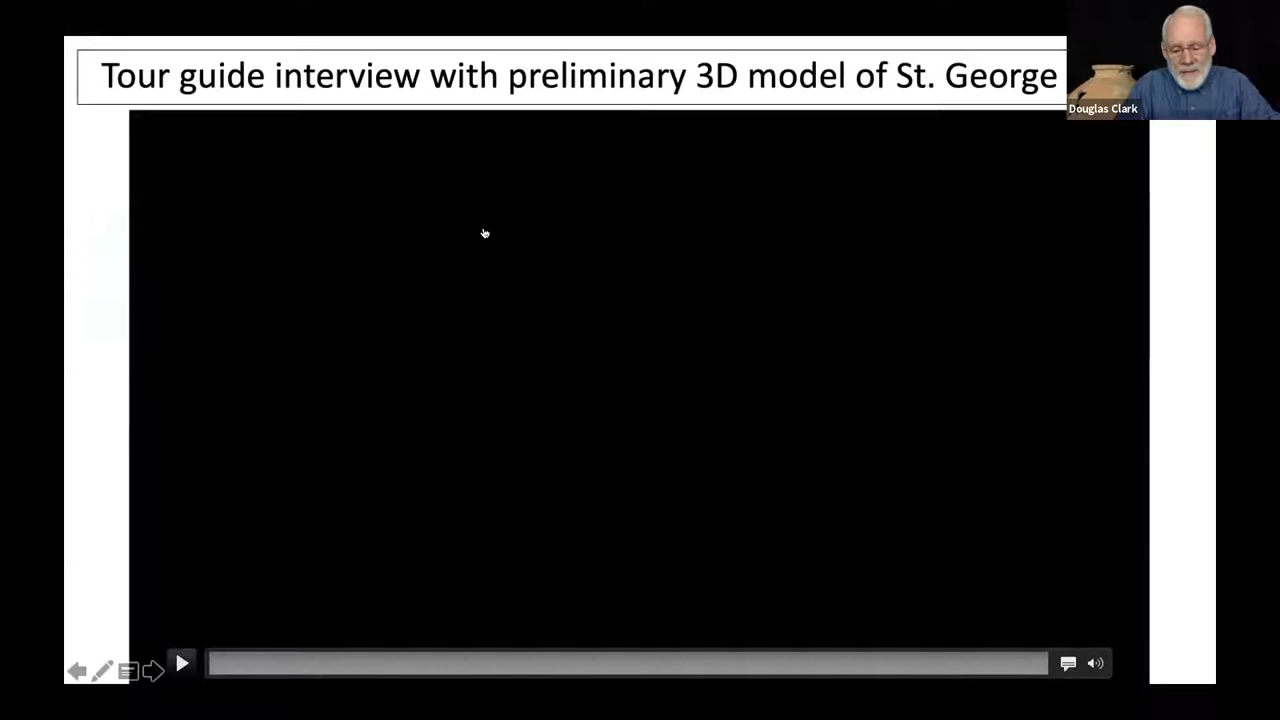 Tour guide interview with preliminary 3D model of St. George
Douglas Clark